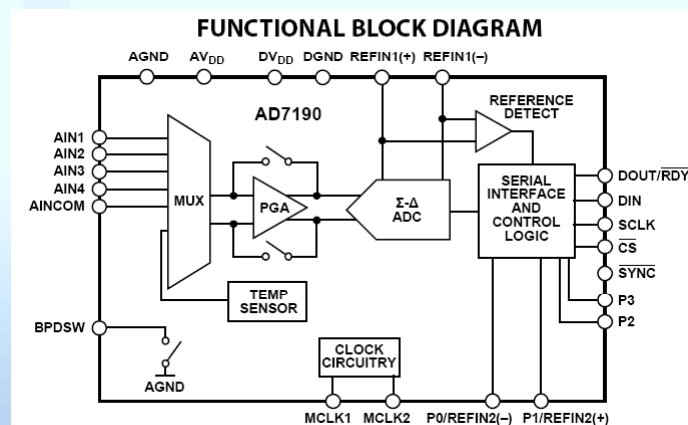 FUNCTIONAL BLOCK DIAGRAM
AGND AVDD DVDD DGND REFIN1(+) REFIN1(–)
AD7190
REFERENCE
DETECT
AIN1
AIN2
AIN3
AIN4
AINCOM
MUX
PGA
Σ-Δ
ADC
SERIAL
INTERFACE
AND
CONTROL
LOGIC
DOUT/RDY
DIN
SCLK
CS
SYNC
P3
P2
TEMP
SENSOR
BPDSW
AGND
CLOCK
CIRCUITRY
MCLK1 MCLK2 P0/REFIN2(–) P1/REFIN2(+)